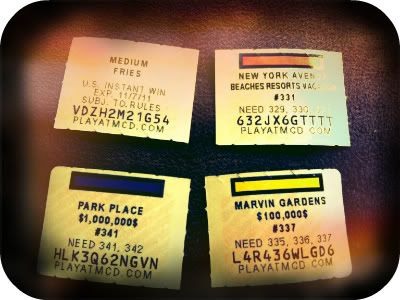 MEDIUM
FRIES
U.S. INSTANT WIN
EXP. 11/7/11
SUBJ. TO RULES
VDZH2M21G54
PLAYATMCD.COM
NEW YORK AVENUE
BEACHES RESORTS VACATION
#331
NEED 329, 330,
632JX6GTTTT
PLAYATMCD.COM
PARK PLACE
$1,000,000$
#341
NEED 341, 342
HLK3Q62NGVN
PLAYATMCD.COM
MARVIN GARDENS
$100,000$
#337
NEED 335, 336, 337
L4R436WLGD6
PLAYATMCD.COM